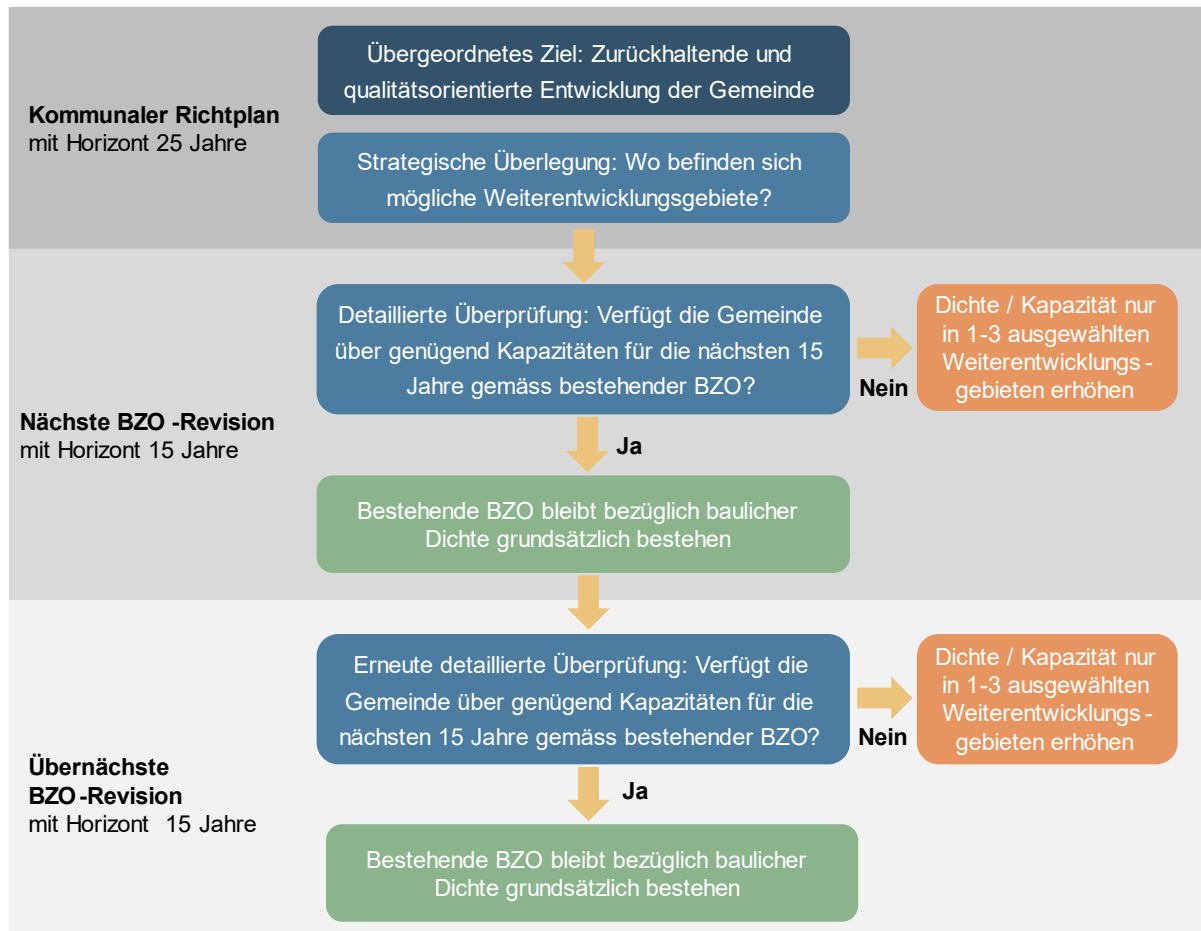 Übergeordnetes Ziel: Zurückhaltende und
qualitätsorientierte Entwicklung der Gemeinde
Kommunaler Richtplan
mit Horizont 25 Jahre
Strategische Überlegung: Wo befinden sich
mögliche Weiterentwicklungsgebiete?
Detaillierte Überprüfung: Verfügt die Gemeinde
über genügend Kapazitäten für die nächsten 15
Jahre gemäss bestehender BZO?
Nein
Dichte / Kapazität nur
in 1-3 ausgewählten
Weiterentwicklungs-
gebieten erhöhen
Nächste BZO-Revision
mit Horizont 15 Jahre
Ja
Bestehende BZO bleibt bezüglich baulicher
Dichte grundsätzlich bestehen
Erneute detaillierte Überprüfung: Verfügt die
Gemeinde über genügend Kapazitäten für die
nächsten 15 Jahre gemäss bestehender BZO?
Nein
Dichte / Kapazität nur
in 1-3 ausgewählten
Weiterentwicklungs-
gebieten erhöhen
Übernächste
BZO-Revision
mit Horizont 15 Jahre
Ja
Bestehende BZO bleibt bezüglich baulicher
Dichte grundsätzlich bestehen